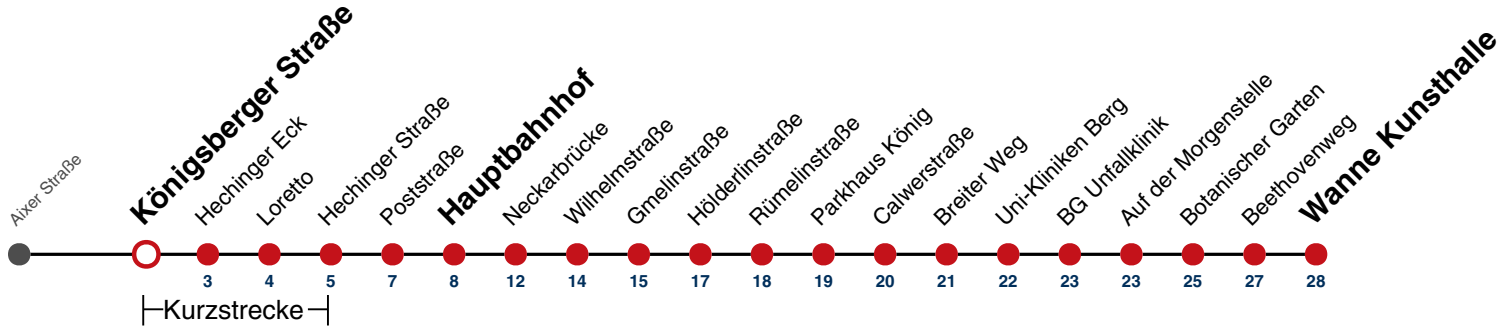 Aixer Straße
Königsberger Straße
Hechinger Eck
Loretto
Hechinger Straße
Poststraße
Hauptbahnhof
Neckarbrücke
Wilhelmstraße
Gmelinstraße
Hölderlinstraße
Rümelinstraße
Parkhaus König
Calwerstraße
Breiter Weg
Uni-Kliniken Berg
BG Unfallklinik
Auf der Morgenstelle
Botanischer Garten
Beethovenweg
Wanne Kunsthalle
3 4 5 7 8 12 14 15 17 18 19 20 21 22 23 23 25 27 28
Kurzstrecke